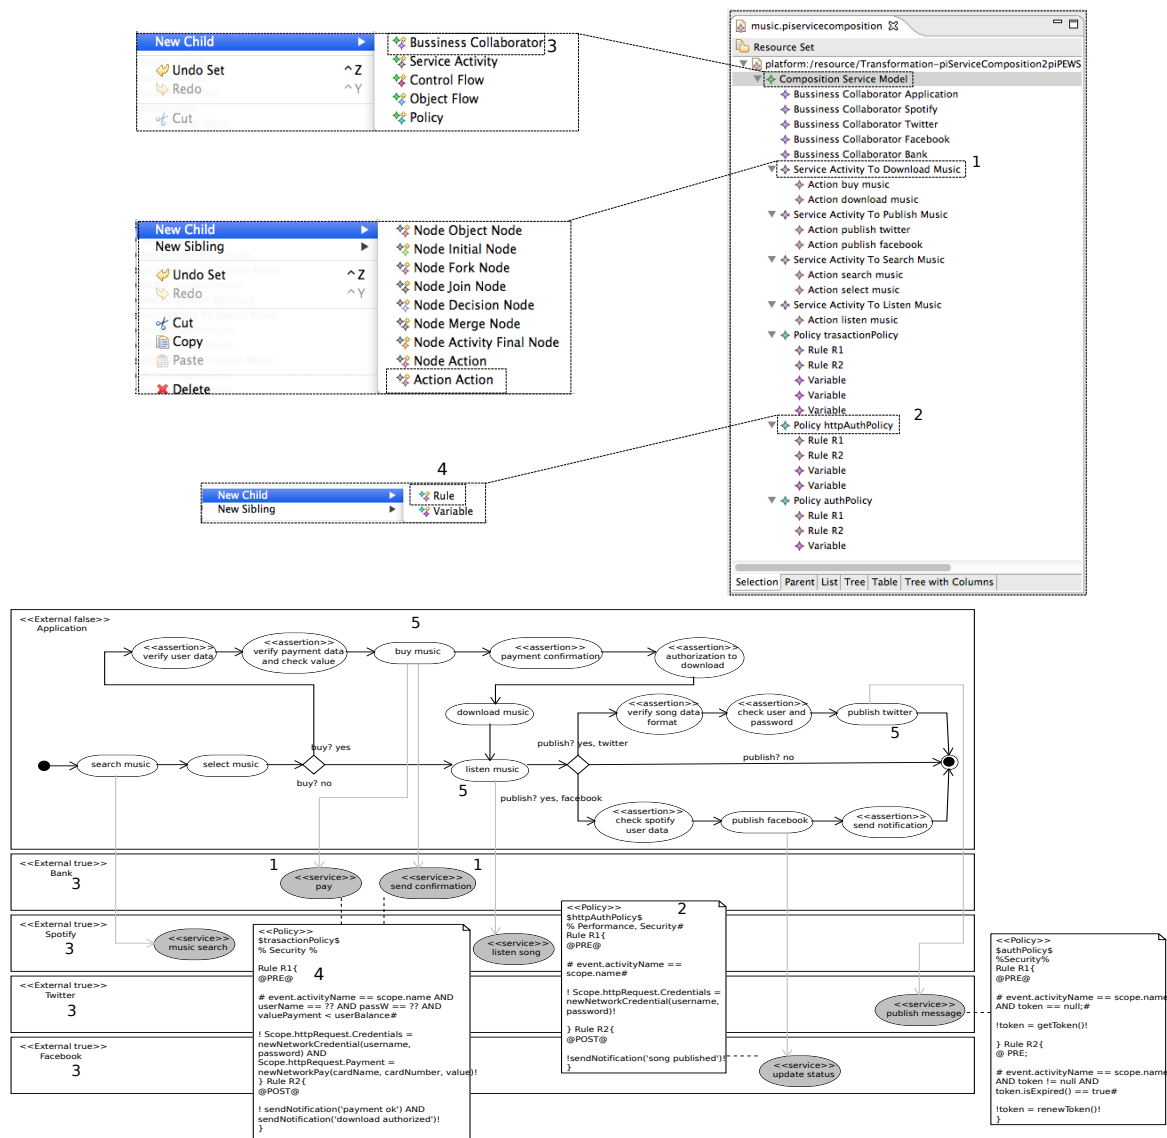 New Child
Undo Set ^Z
Redo ^Y
Cut
Bussiness Collaborator 3
Service Activity
Control Flow
Object Flow
Policy
music.piservicecomposition
Resource Set
platform:/resource/Transformation-piServiceComposition2piPEWS
Composition Service Model
Bussiness Collaborator Application
Bussiness Collaborator Spotify
Bussiness Collaborator Twitter
Bussiness Collaborator Facebook
Bussiness Collaborator Bank
Service Activity To Download Music 1
Action buy music
Action download music
Service Activity To Publish Music
Action publish twitter
Action publish facebook
Service Activity To Search Music
Action search music
Action select music
Service Activity To Listen Music
Action listen music
Policy trasactionPolicy
Rule R1
Rule R2
Variable
Variable
Variable
Policy httpAuthPolicy 2
Rule R1
Rule R2
Variable
Variable
Policy authPolicy
Rule R1
Rule R2
Variable
Selection Parent List Tree Table Tree with Columns
New Child
New Sibling
Undo Set ^Z
Redo ^Y
Cut
Copy
Paste
Delete
Node Object Node
Node Initial Node
Node Fork Node
Node Join Node
Node Decision Node
Node Merge Node
Node Activity Final Node
Node Action
Action Action
4
New Child
New Sibling
Rule
Variable
<<External false>>
Application
<<assertion>>
verify user data
<<assertion>>
verify payment data
and check value
5
buy music
<<assertion>>
payment confirmation
<<assertion>>
authorization to
download
download music
<<assertion>>
verify song data
format
<<assertion>>
check user and
password
publish twitter
5
buy? yes
publish? yes, twitter
search music
select music
buy? no
listen music
5
publish? no
publish? yes, facebook
<<assertion>>
check spotify
user data
publish facebook
<<assertion>>
send notification
<<External true>>
Bank
3
1
<<service>>
pay
1
<<service>>
send confirmation
<<External true>>
Spotify
3
<<service>>
music search
<<service>>
listen song
<<External true>>
Twitter
3
<<service>>
publish message
<<External true>>
Facebook
3
<<service>>
update status
<<Policy>>
$trasactionPolicy$
% Security %
Rule R1{ 4
@PRE@
# event.activityName == scope.name AND
userName == ?? AND passW == ?? AND
valuePayment < userBalance#
! Scope.httpRequest.Credentials =
newNetworkCredential(username,
password) AND
Scope.httpRequest.Payment =
newNetworkPay(cardName, cardNumber, value)!
} Rule R2{
@POST@
! sendNotification('payment ok') AND
sendNotification('download authorized')!
}
<<Policy>> 2
$httpAuthPolicy$
% Performance, Security#
Rule R1{
@PRE@
# event.activityName ==
scope.name#
! Scope.httpRequest.Credentials =
newNetworkCredential(username,
password)!
} Rule R2{
@POST@
!sendNotification('song published')!
}
<<Policy>>
$authPolicy$
%Security%
Rule R1{
@PRE@
# event.activityName == scope.name
AND token == null;#
!token = getToken()!
} Rule R2{
@ PRE;
# event.activityName == scope.name
AND token != null AND
token.isExpired() == true#
!token = renewToken()!
}